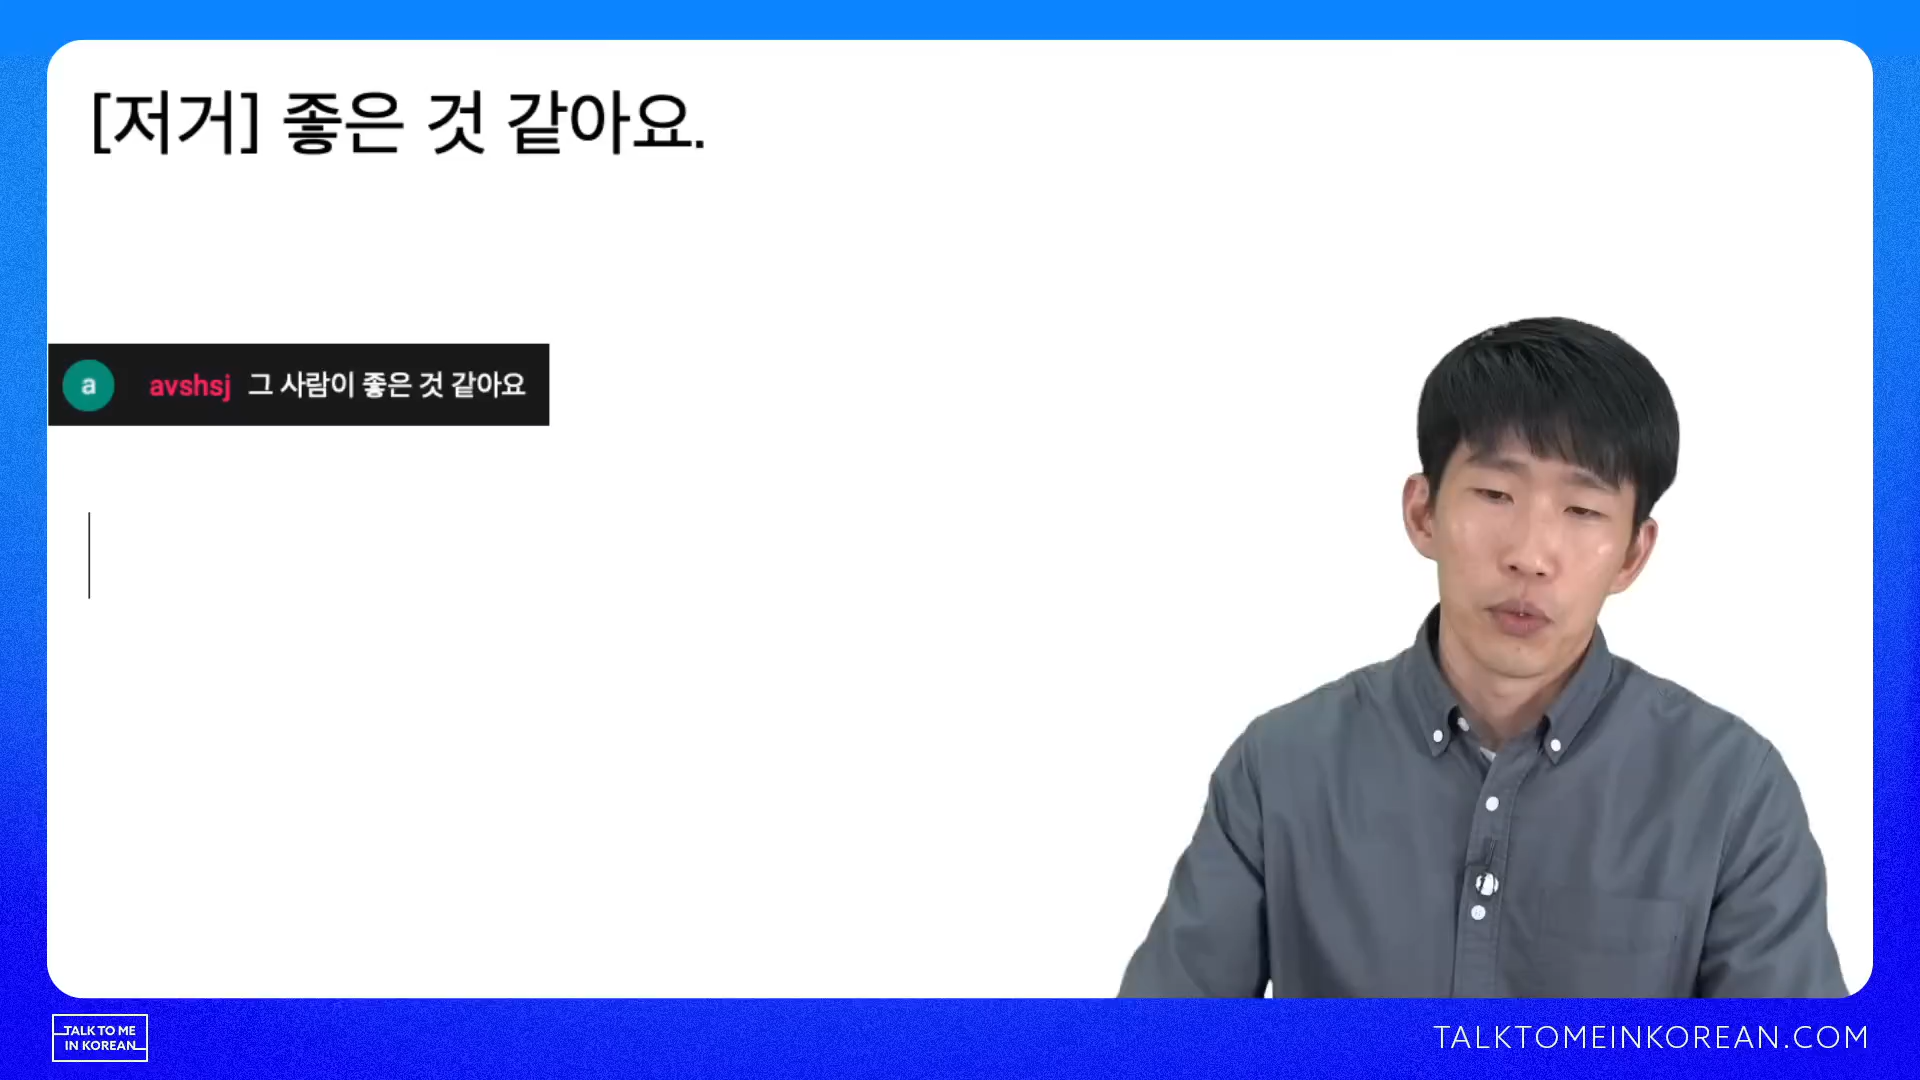 [저거] 좋은 것 같아요.
a avshsj 그 사람이 좋은 것 같아요
TALK TO ME
IN KOREAN
TALKTOMEINKOREAN.COM